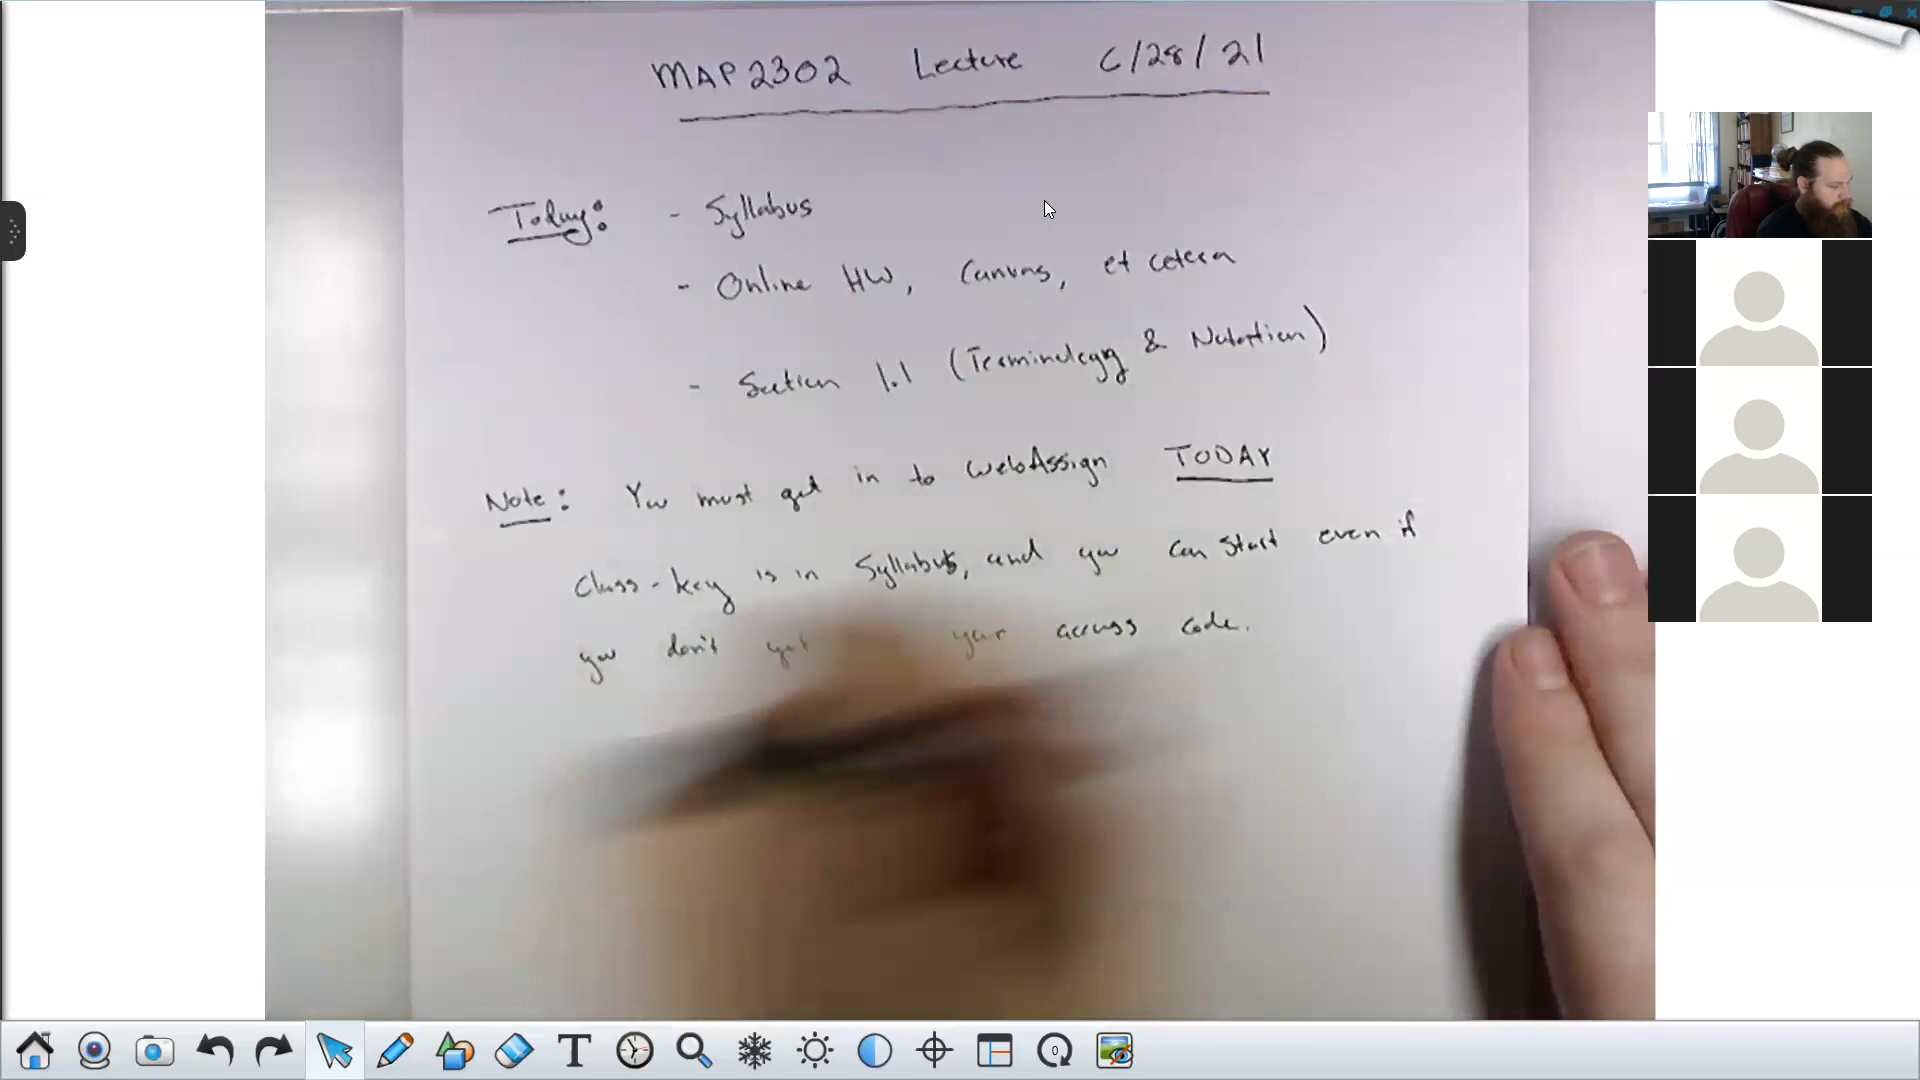 MAP2302 Lecture 6/28/21
Today: - Syllabus
- Online HW, Canvas, et cetera
- Section 1.1 (Terminology & Notation)
Note: You must get in to WebAssign TODAY
Class-key is in Syllabus, and you can start even if
you don't your access code.